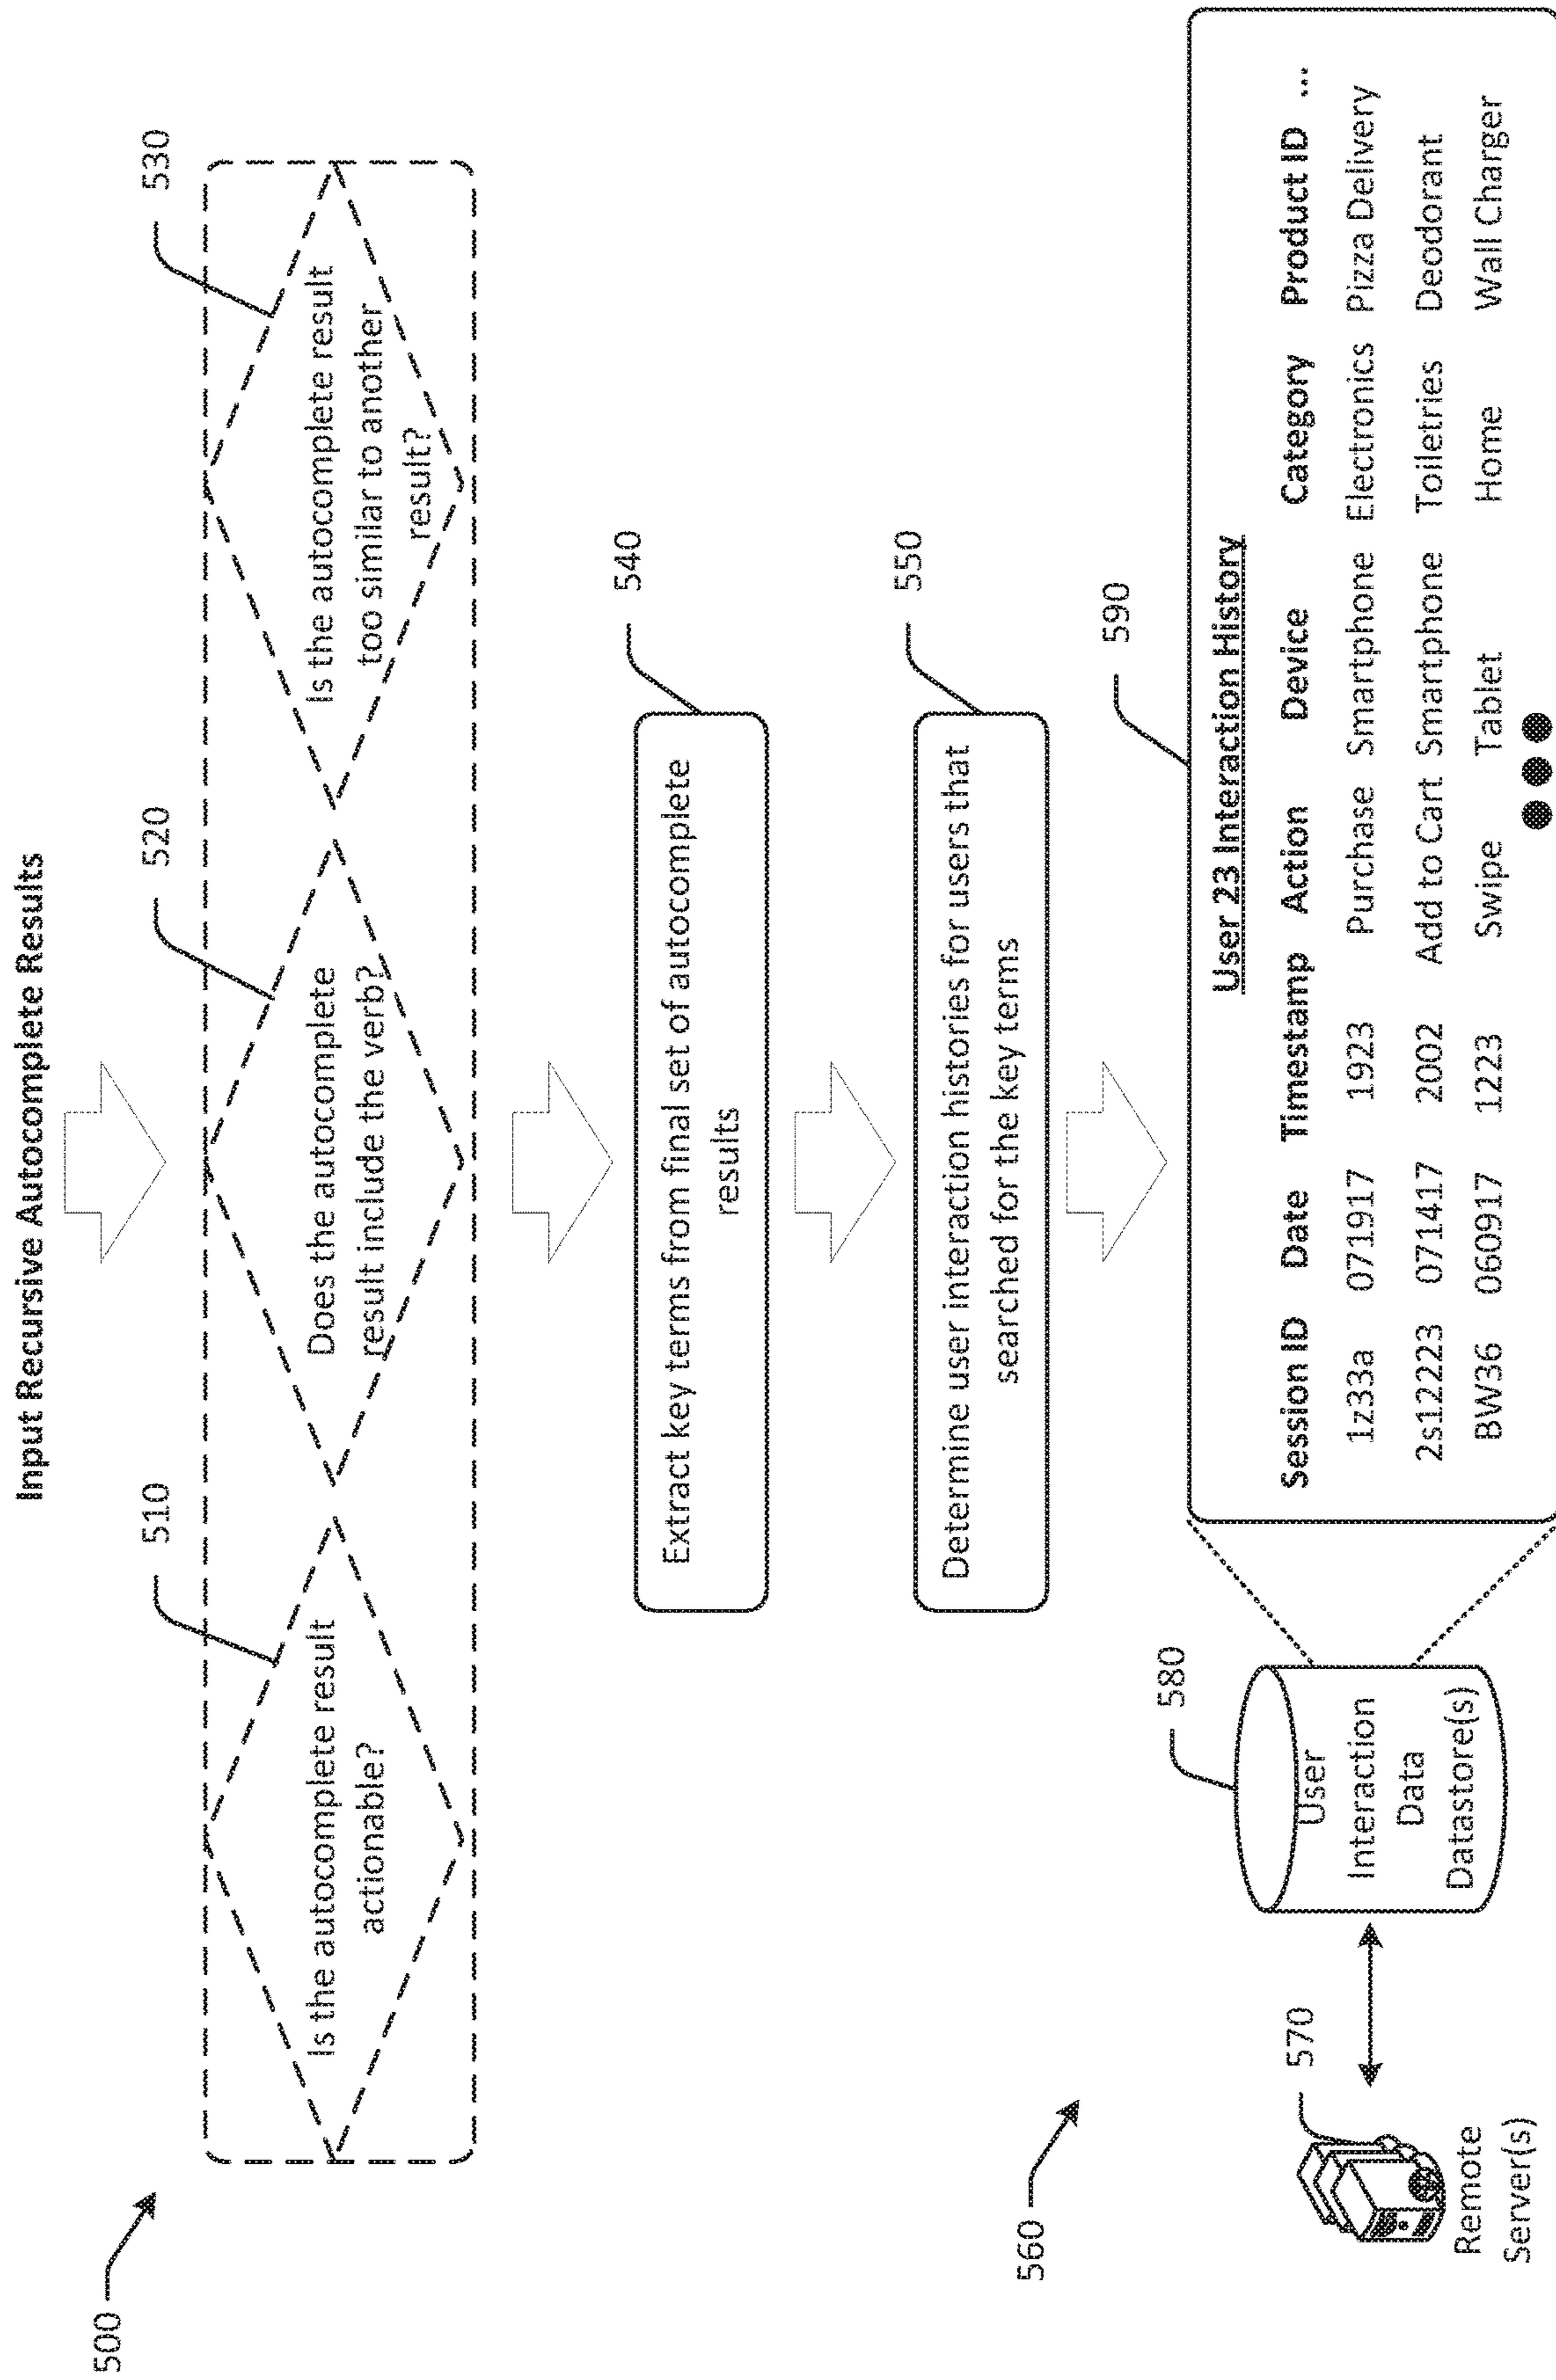 Input Recursive Autocomplete Results
500
510
520
530
Is the autocomplete result
actionable?
Does the autocomplete
result include the verb?
Is the autocomplete result
too similar to another
result?
540
Extract key terms from final set of autocomplete
results
550
Determine user interaction histories for users that
searched for the key terms
560
570
Remote
Server(s)
580
User
Interaction
Data
Datastore(s)
590
User 23 Interaction History
Session ID Date Timestamp Action Device Category Product ID ...
1z33a 071917 1923 Purchase Smartphone Electronics Pizza Delivery
2s12223 071417 2002 Add to Cart Smartphone Toiletries Deodorant
BW36 060917 1223 Swipe Tablet Home Wall Charger